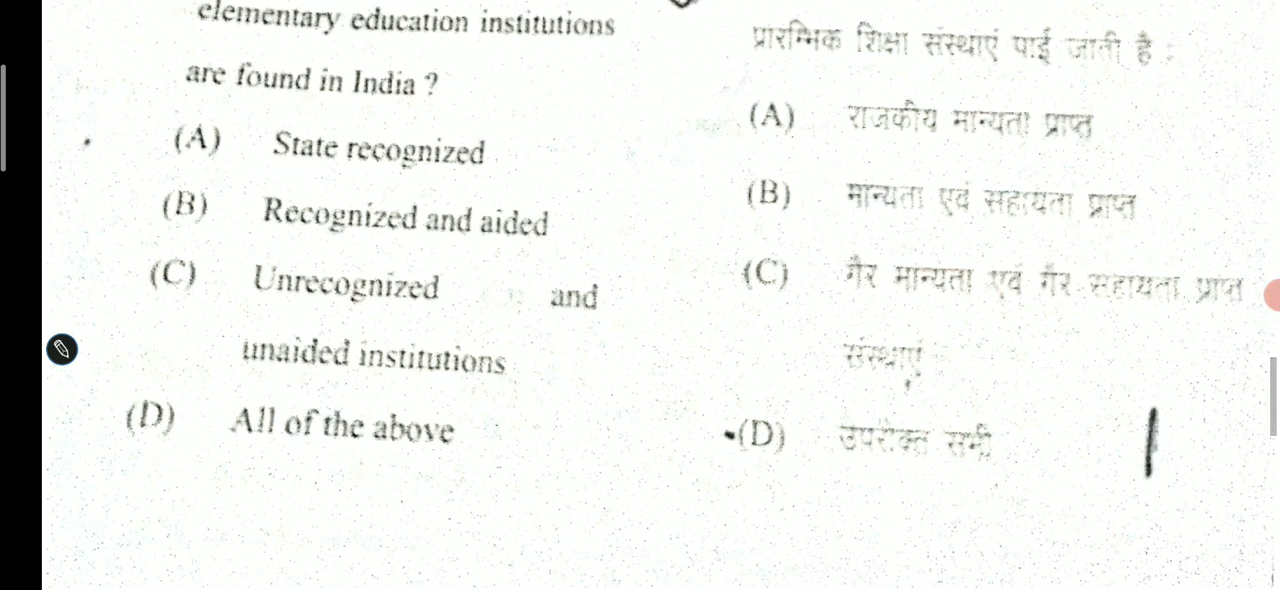 elementary education institutions
are found in India ?
(A) State recognized
(B) Recognized and aided
(C) Unrecognized and
unaided institutions
(D) All of the above
प्रारम्भिक शिक्षा संस्थाएं पाई जाती है :
(A) राजकीय मान्यता प्राप्त
(B) मान्यता एवं सहायता प्राप्त
(C) गैर मान्यता एवं गैर सहायता प्राप्त
संस्थाएं
(D) उपरोक्त सभी